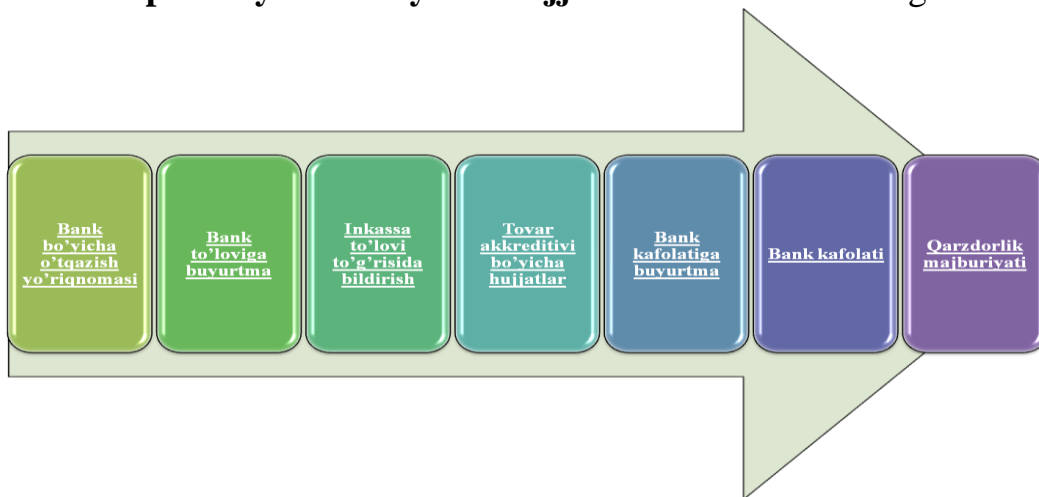 Bank
bo’yicha
o’tqazish
yo’riqnomasi
Bank
to’loviga
buyurtma
Inkassa
to’lovi
to’g’risida
bildirish
Tovar
akkreditivi
bo’yicha
hujjatlar
Bank
kafolatiga
buyurtma
Bank kafolati
Qarzdorlik
majburiyati